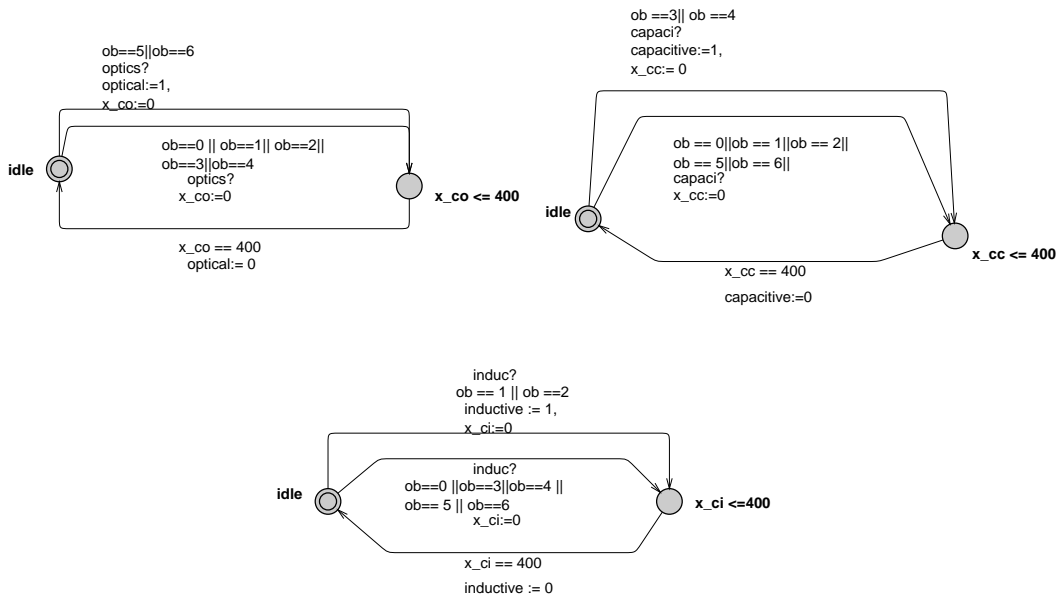 ob==5||ob==6
optics?
optical:=1,
x_co:=0
ob==0 || ob==1|| ob==2||
ob==3||ob==4
optics?
x_co:=0
idle
x_co <= 400
x_co == 400
optical:= 0
ob ==3|| ob ==4
capaci?
capacitive:=1,
x_cc:= 0
ob == 0||ob == 1||ob == 2||
ob == 5||ob == 6||
capaci?
x_cc:=0
idle
x_cc <= 400
x_cc == 400
capacitive:=0
induc?
ob == 1 || ob ==2
inductive := 1,
x_ci:=0
induc?
ob==0 ||ob==3||ob==4 ||
ob== 5 || ob==6
x_ci:=0
idle
x_ci <=400
x_ci == 400
inductive := 0